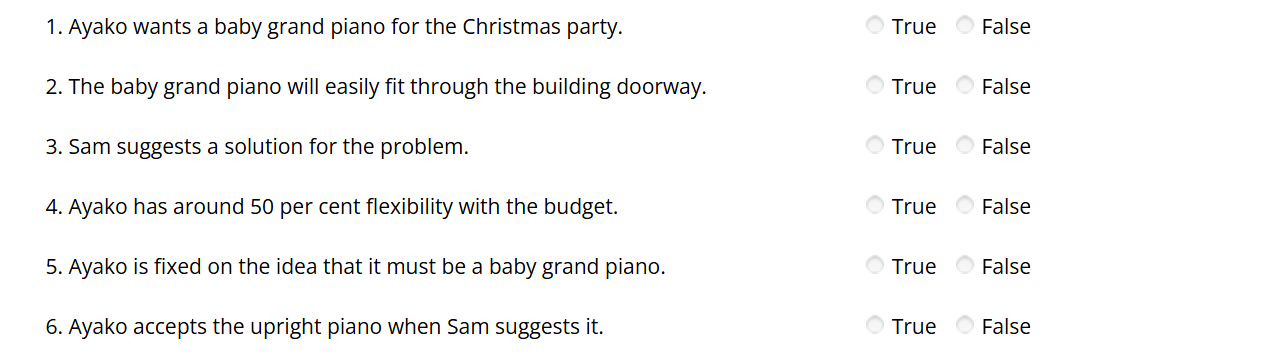 1. Ayako wants a baby grand piano for the Christmas party. True False
2. The baby grand piano will easily fit through the building doorway. True False
3. Sam suggests a solution for the problem. True False
4. Ayako has around 50 per cent flexibility with the budget. True False
5. Ayako is fixed on the idea that it must be a baby grand piano. True False
6. Ayako accepts the upright piano when Sam suggests it. True False